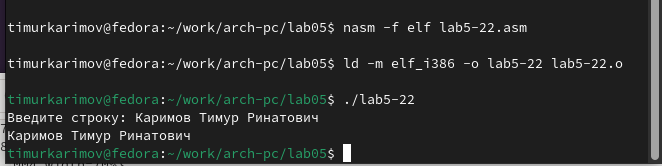 timurkarimov@fedora:~/work/arch-pc/lab05$ nasm -f elf lab5-22.asm
timurkarimov@fedora:~/work/arch-pc/lab05$ ld -m elf_i386 -o lab5-22 lab5-22.o
timurkarimov@fedora:~/work/arch-pc/lab05$ ./lab5-22
Введите строку: Каримов Тимур Ринатович
Каримов Тимур Ринатович
timurkarimov@fedora:~/work/arch-pc/lab05$